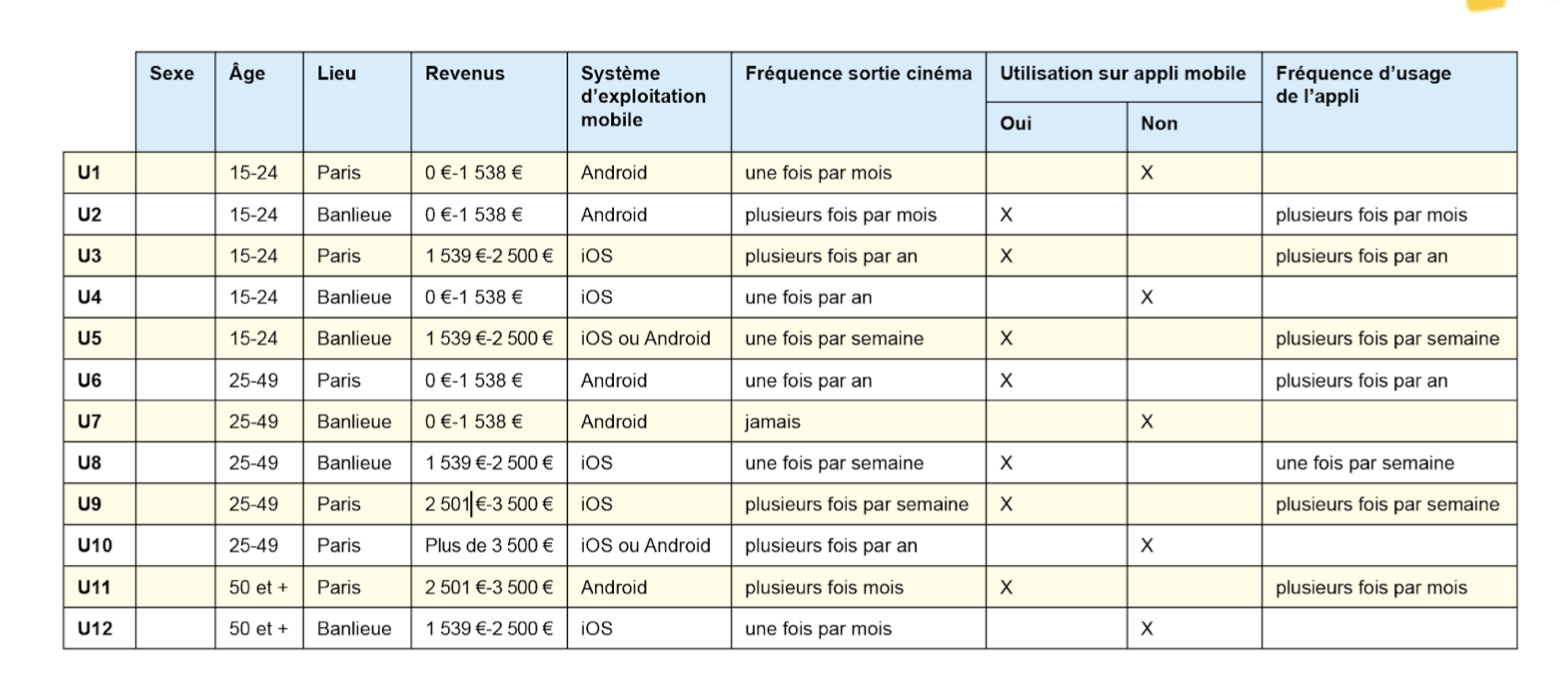 Sexe Âge Lieu Revenus Système d'exploitation mobile Fréquence sortie cinéma Utilisation sur appli mobile Fréquence d'usage de l'appli
Oui Non
U1 15-24 Paris 0 €-1 538 € Android une fois par mois X
U2 15-24 Banlieue 0 €-1 538 € Android plusieurs fois par mois X plusieurs fois par mois
U3 15-24 Paris 1 539 €-2 500 € iOS plusieurs fois par an X plusieurs fois par an
U4 15-24 Banlieue 0 €-1 538 € iOS une fois par an X
U5 15-24 Banlieue 1 539 €-2 500 € iOS ou Android une fois par semaine X plusieurs fois par semaine
U6 25-49 Paris 0 €-1 538 € Android une fois par an X plusieurs fois par an
U7 25-49 Banlieue 0 €-1 538 € Android jamais X
U8 25-49 Banlieue 1 539 €-2 500 € iOS une fois par semaine X une fois par semaine
U9 25-49 Paris 2 501 €-3 500 € iOS plusieurs fois par semaine X plusieurs fois par semaine
U10 25-49 Paris Plus de 3 500 € iOS ou Android plusieurs fois par an X
U11 50 et + Paris 2 501 €-3 500 € Android plusieurs fois mois X plusieurs fois par mois
U12 50 et + Banlieue 1 539 €-2 500 € iOS une fois par mois X